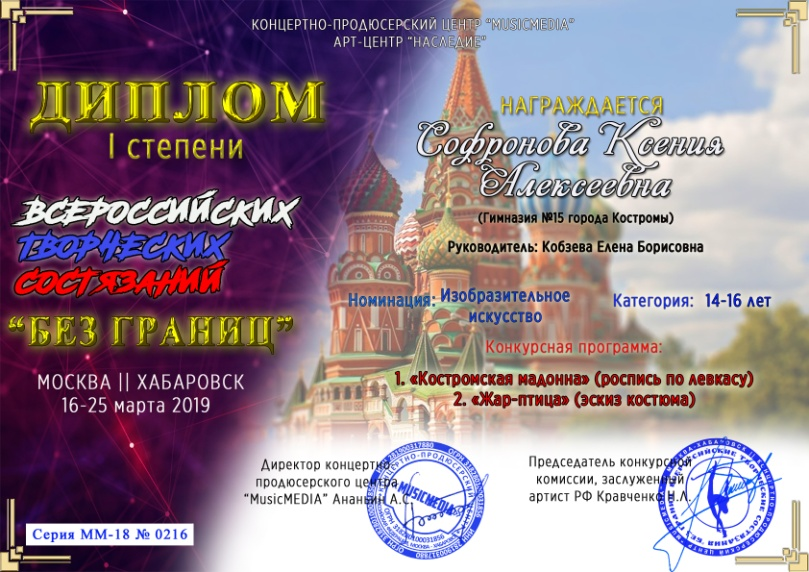 КОНЦЕРТНО-ПРОДЮСЕРСКИЙ ЦЕНТР "MUSICMEDIA"
АРТ-ЦЕНТР "НАСЛЕДИЕ"
ДИПЛОМ
I степени
ВСЕРОССИЙСКИХ
ТВОРЧЕСКИХ
СОСТЯЗАНИЙ
"БЕЗ ГРАНИЦ"
МОСКВА || ХАБАРОВСК
16-25 марта 2019
НАГРАЖДАЕТСЯ
Софронова Ксения
Алексеевна
(Гимназия №15 города Костромы)
Руководитель: Кобзева Елена Борисовна
Номинация: Изобразительное
искусство
Категория: 14-16 лет
Конкурсная программа:
1. «Костромская мадонна» (роспись по левкасу)
2. «Жар-птица» (эскиз костюма)
Директор концертно-
продюсерского центра
"MusicMEDIA" Ананьин А.С.
"MUSICMEDIA"
Председатель конкурсной
комиссии, заслуженный
артист РФ Кравченко Н.Л.
Серия ММ-18 № 0216